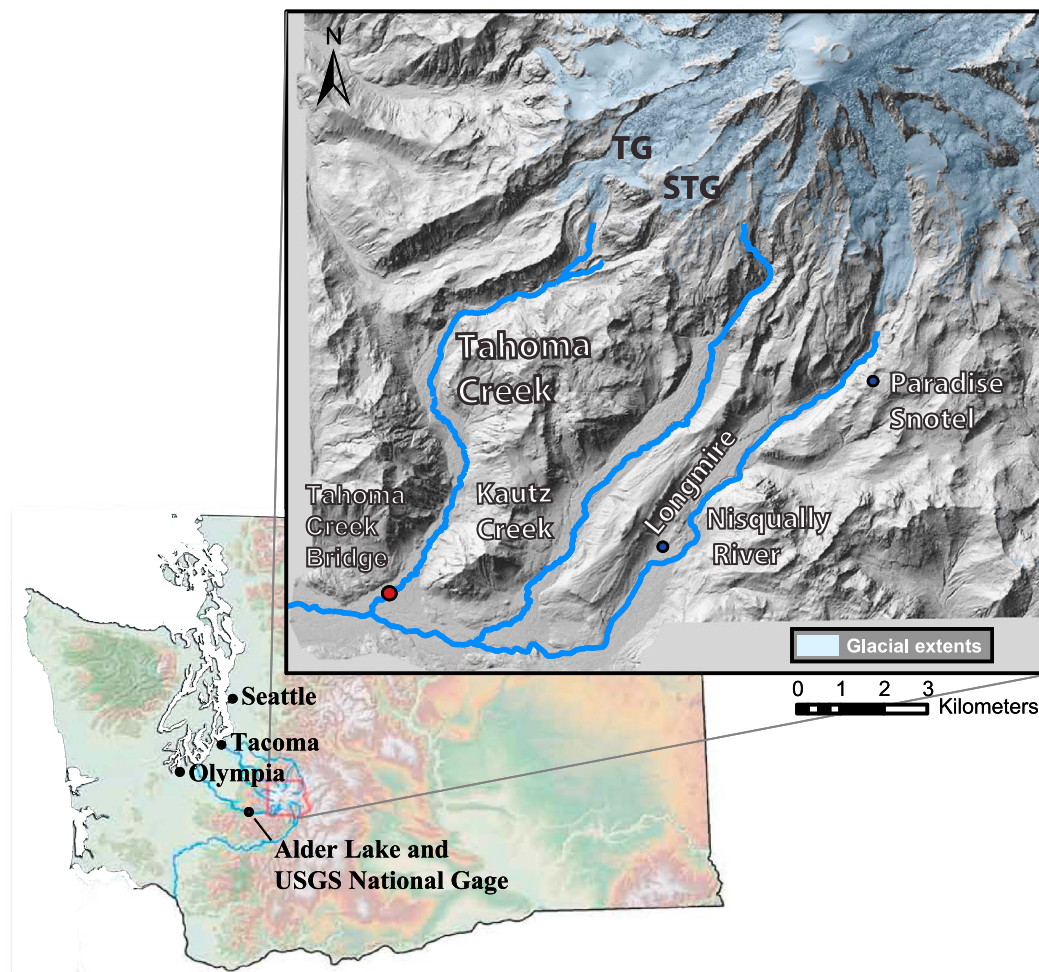 N
TG
STG
Tahoma
Creek
Paradise
Snotel
Tahoma
Creek
Bridge
Kautz
Creek
Longmire
Nisqually
River
Glacial extents
0 1 2 3
Kilometers
Seattle
Tacoma
Olympia
Alder Lake and
USGS National Gage